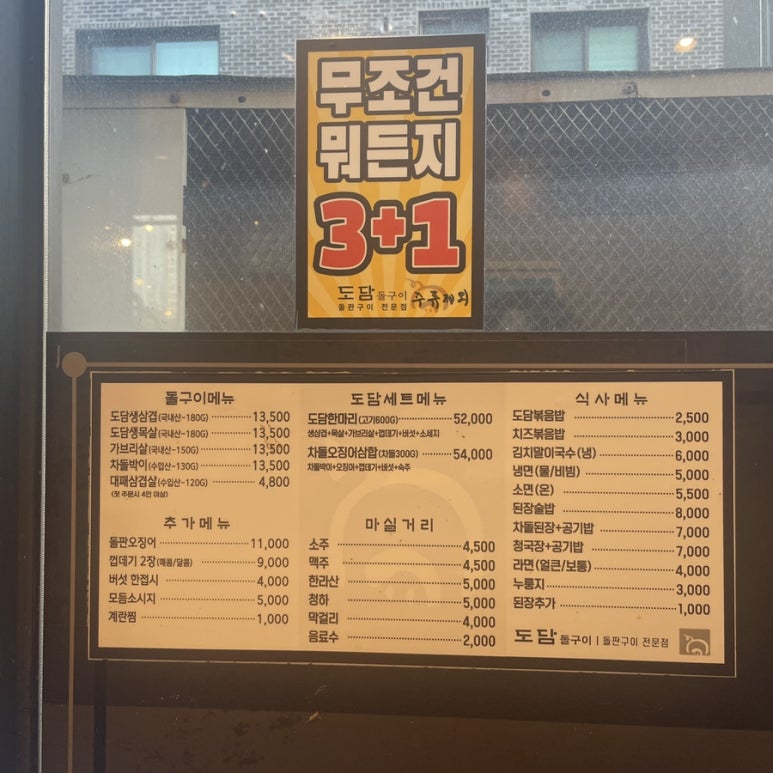 무조건
뭐든지
3+1
도담 돌구이
돌판구이 전문점
주류제외
돌구이메뉴
도담생삼겹(국내산-180G) 13,500
도담생목살(국내산-180G) 13,500
가브리살(국내산-150G) 13,500
차돌박이(수입산-130G) 13,500
대패삼겹살(수입산-120G) 4,800
(첫 주문시 4인 이상)
추가메뉴
돌판오징어 11,000
껍데기 2장(매콤/달콤) 9,000
버섯 한접시 4,000
모듬소시지 5,000
계란찜 1,000
도담세트메뉴
도담한마리(고기600G) 52,000
생삼겹+목살+가브리살+껍데기+버섯+소세지
차돌오징어삼합(차돌300G) 54,000
차돌박이+오징어+껍데기+버섯+숙주
마실거리
소주 4,500
맥주 4,500
한라산 5,000
청하 5,000
막걸리 4,000
음료수 2,000
식사메뉴
도담볶음밥 2,500
치즈볶음밥 3,000
김치말이국수(냉) 6,000
냉면(물/비빔) 5,000
소면(온) 5,500
된장술밥 8,000
차돌된장+공기밥 7,000
청국장+공기밥 7,000
라면(얼큰/보통) 4,000
누룽지 3,000
된장추가 1,000
도담 돌구이 | 돌판구이 전문점